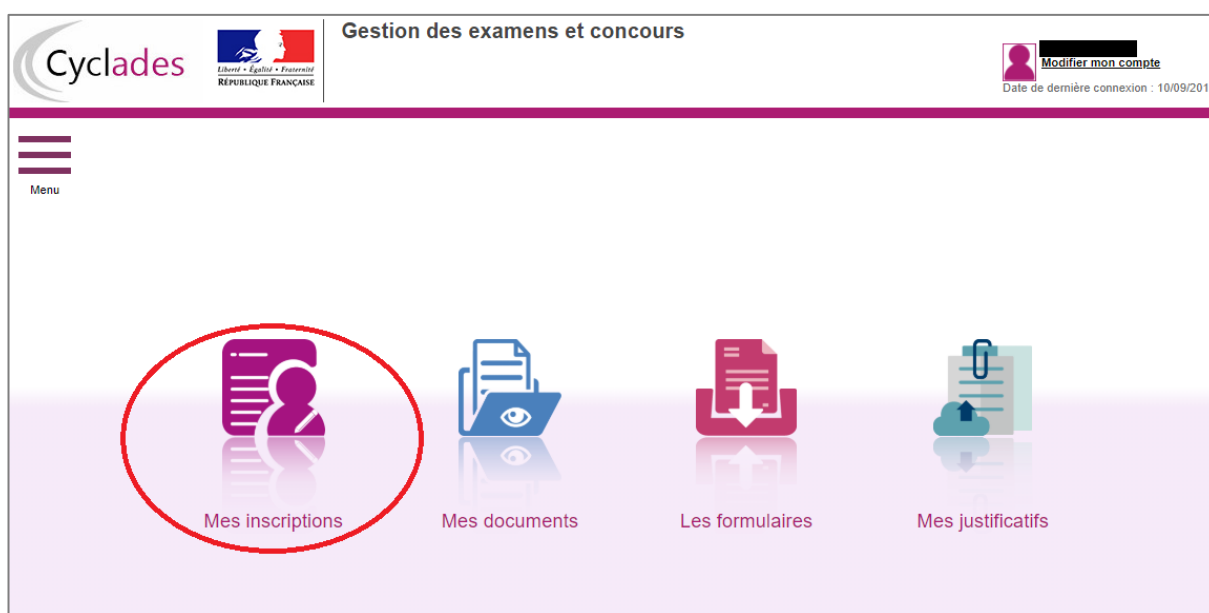 Gestion des examens et concours
Cyclades
Liberté • Égalité • Fraternité
RÉPUBLIQUE FRANÇAISE
Modifier mon compte
Date de dernière connexion : 10/09/201
Menu
Mes inscriptions
Mes documents
Les formulaires
Mes justificatifs